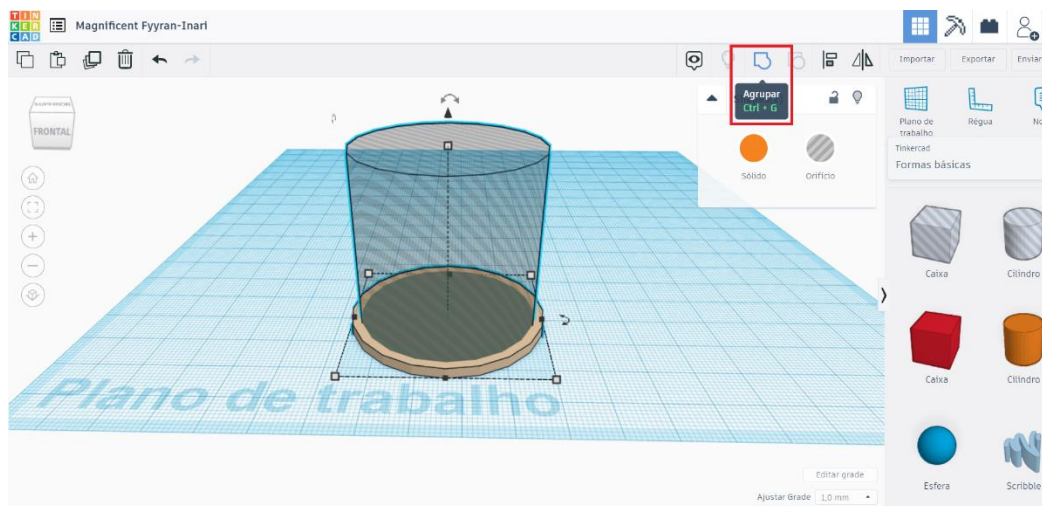 TIN
KER
CAD
Magnificent Fyyran-Inari
Importar
Exportar
Enviar
Agrupar
Ctrl + G
FRONTAL
Sólido
Orifício
Plano de
trabalho
Régua
No
Tinkercad
Formas básicas
Caixa
Cilindro
Caixa
Cilindro
Esfera
Scribble
Plano de trabalho
Editar grade
Ajustar Grade
1,0 mm